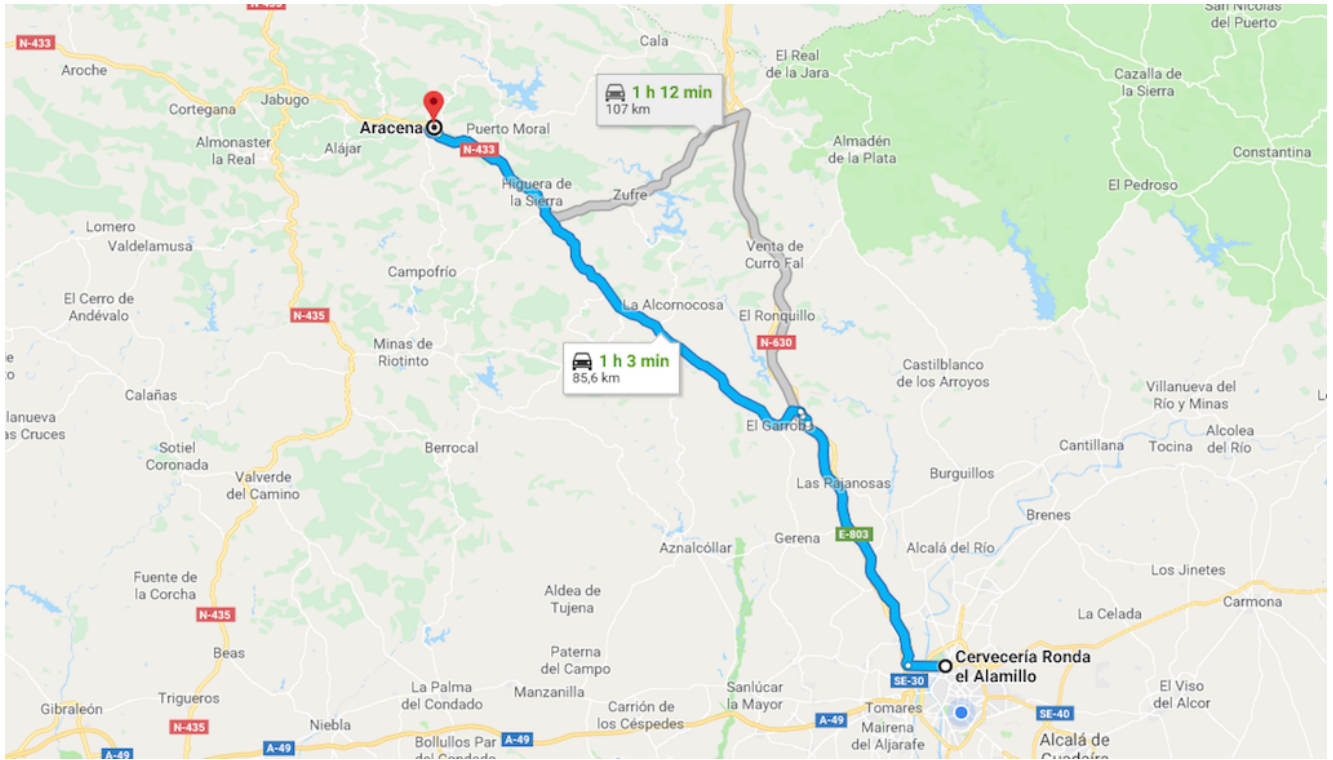 San Nicolás
del Puerto
N-433
N-433
Cala
El Real
de la Jara
Aroche
Cazalla de
la Sierra
1 h 12 min
107 km
Jabugo
Cortegana
Aracena
Puerto Moral
Almonaster
la Real
Alájar
N-433
Almadén
de la Plata
Constantina
Higuera de
la Sierra
Zufre
El Pedroso
Lomero
Valdelamusa
Venta de
Curro Fal
Campofrío
El Cerro de
Andévalo
La Alcornocosa
N-435
El Ronquillo
N-630
Minas de
Riotinto
1 h 3 min
85,6 km
Castilblanco
de los Arroyos
Villanueva del
Río y Minas
Calañas
lanueva
as Cruces
El Garrobo
Sotiel
Coronada
Berrocal
Cantillana
Tocina
Alcolea
del Río
Valverde
del Camino
Las Pajanosas
Burguillos
Brenes
E-803
Gerena
Aznalcóllar
Alcalá del Río
Los Jinetes
Fuente de
la Corcha
Aldea de
Tujena
Carmona
N-435
La Celada
Beas
Paterna
del Campo
Cervecería Ronda
el Alamillo
SE-30
La Palma
del Condado
Manzanilla
Sanlúcar
la Mayor
El Viso
del Alcor
Trigueros
Gibraleón
Carrión de
los Céspedes
Tomares
N-435
Niebla
A-49
SE-40
Mairena
del Aljarafe
A-49
A-49
A-49
Bollullos Par
del Condado
Alcalá de
Guadaíra